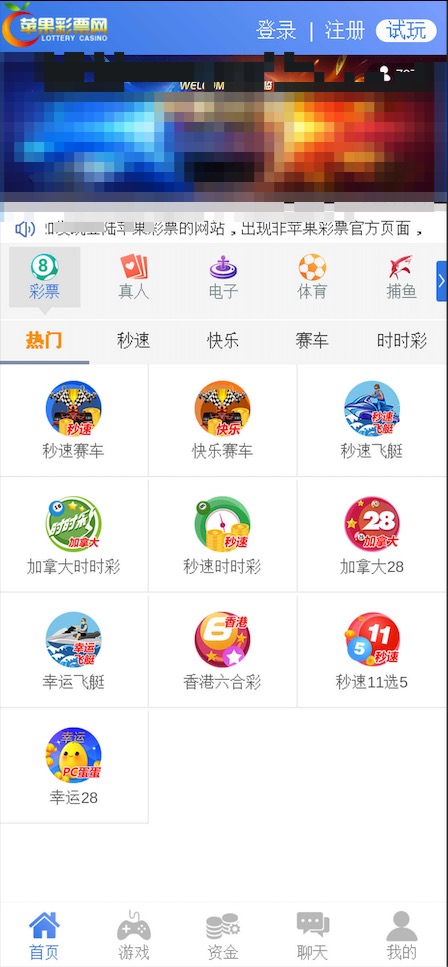 苹果彩票网
LOTTERY CASINO
登录 | 注册 试玩
陆苹果彩票的网站，出现非苹果彩票官方页面，
8
彩票 真人 电子 体育 捕鱼
热门 秒速 快乐 赛车 时时彩
秒速 快乐 秒速飞艇
秒速赛车 快乐赛车 秒速飞艇
时时彩 加拿大 秒速 28 加拿大
加拿大时时彩 秒速时时彩 加拿大28
幸运飞艇 6 香港 11 5 秒速
幸运飞艇 香港六合彩 秒速11选5
幸运 PC蛋蛋
幸运28
首页 游戏 资金 聊天 我的